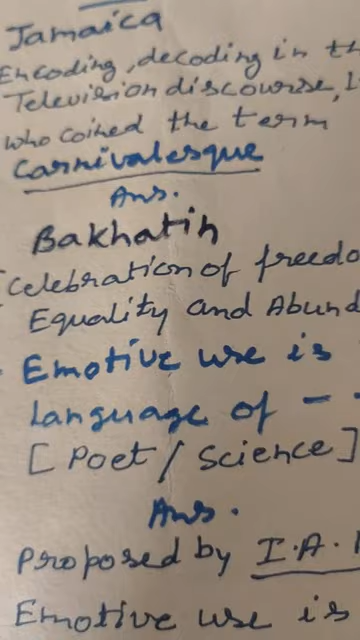 Jamaica
Encoding, decoding in
Television discourse,
who coined the term
Carnivalesque
Ans.
Bakhatin
[Celebration of
Equality and
Emotive use is
Language of -
[Poet/Science]
Ans.
Proposed by I.A.
Emotive use is